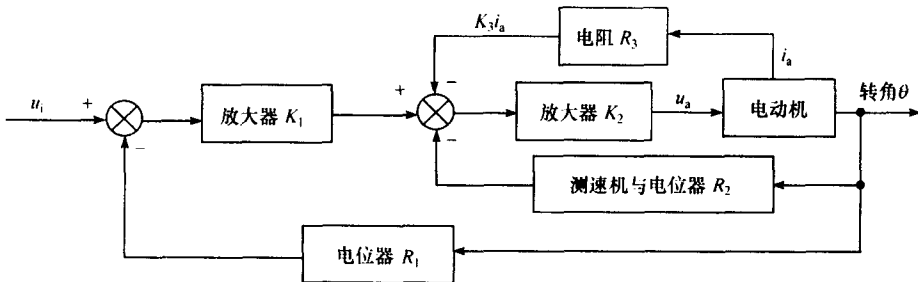 K₃iₐ
电阻 R₃
iₐ
uᵢ
+
−
放大器 K₁
+
−
−
放大器 K₂
uₐ
电动机
转角θ
测速机与电位器 R₂
电位器 R₁